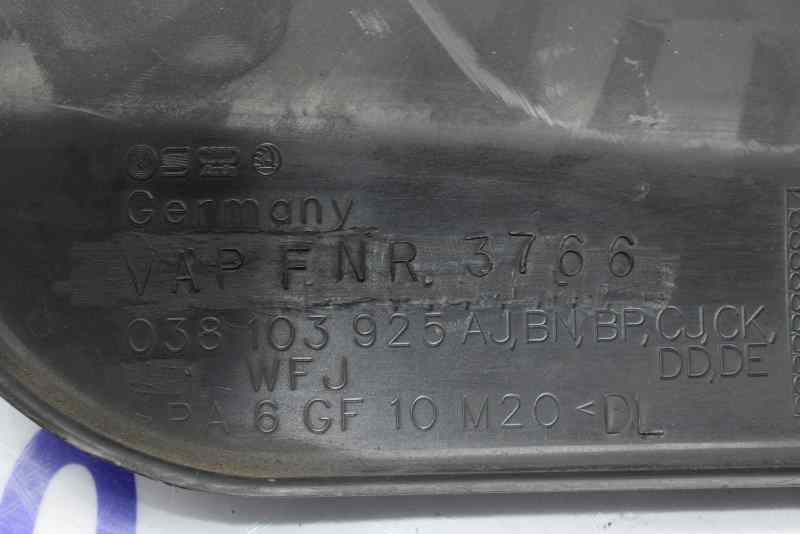 Germany
VAP F.NR. 3766
038 103 925 AJ, BN, BP, CJ, CK,
DD, DE
WFJ
PA 6 GF 10 M20 < DL